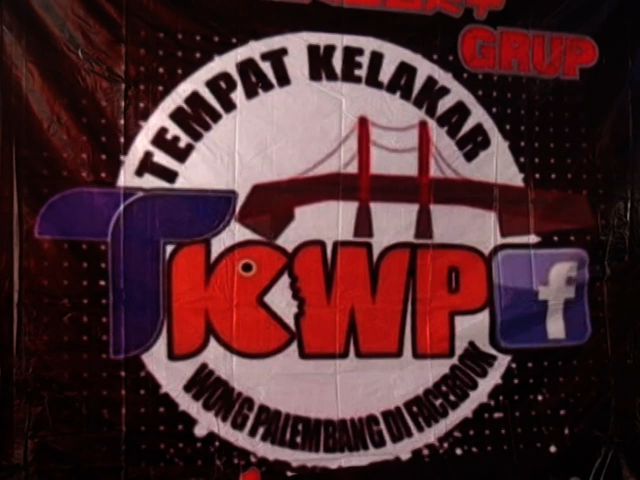 GRUP
TEMPAT KELAKAR
TKWP f
WONG PALEMBANG DI FACEBOOK